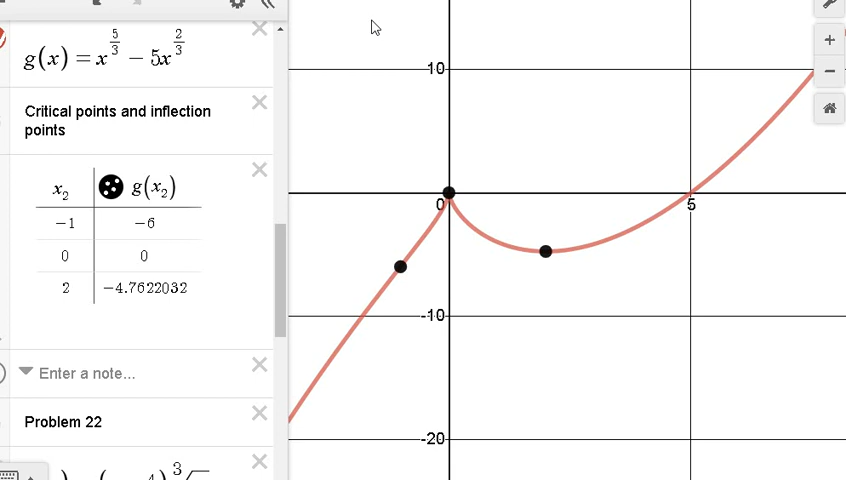 g(x) = x^(5/3) − 5x^(2/3)
Critical points and inflection
points
x₂ g(x₂)
−1 −6
0 0
2 −4.7622032
Enter a note...
Problem 22
3
10
0
5
-10
-20